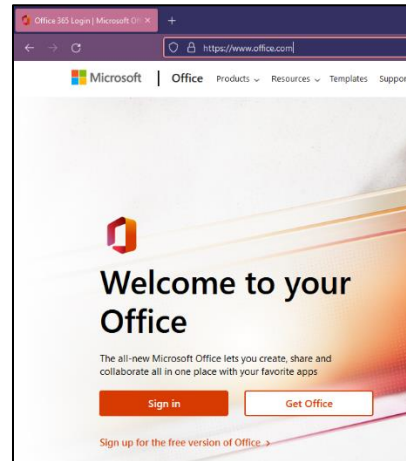 Office 365 Login | Microsoft Of
https://www.office.com
Microsoft Office Products Resources Templates Suppor
Welcome to your
Office
The all-new Microsoft Office lets you create, share and
collaborate all in one place with your favorite apps
Sign in Get Office
Sign up for the free version of Office >